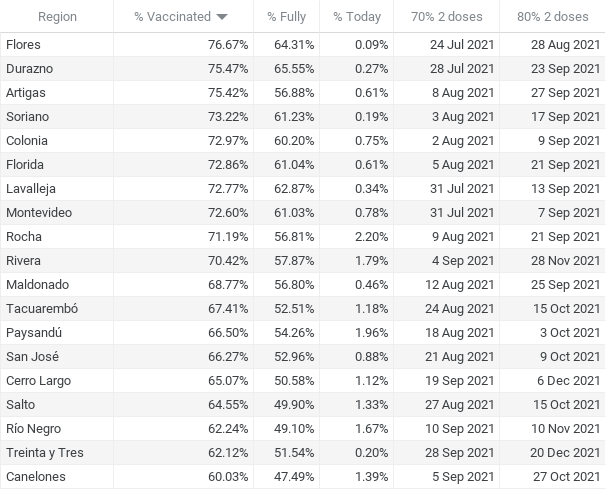 Region % Vaccinated % Fully % Today 70% 2 doses 80% 2 doses
Flores 76.67% 64.31% 0.09% 24 Jul 2021 28 Aug 2021
Durazno 75.47% 65.55% 0.27% 28 Jul 2021 23 Sep 2021
Artigas 75.42% 56.88% 0.61% 8 Aug 2021 27 Sep 2021
Soriano 73.22% 61.23% 0.19% 3 Aug 2021 17 Sep 2021
Colonia 72.97% 60.20% 0.75% 2 Aug 2021 9 Sep 2021
Florida 72.86% 61.04% 0.61% 5 Aug 2021 21 Sep 2021
Lavalleja 72.77% 62.87% 0.34% 31 Jul 2021 13 Sep 2021
Montevideo 72.60% 61.03% 0.78% 31 Jul 2021 7 Sep 2021
Rocha 71.19% 56.81% 2.20% 9 Aug 2021 21 Sep 2021
Rivera 70.42% 57.87% 1.79% 4 Sep 2021 28 Nov 2021
Maldonado 68.77% 56.80% 0.46% 12 Aug 2021 25 Sep 2021
Tacuarembó 67.41% 52.51% 1.18% 24 Aug 2021 15 Oct 2021
Paysandú 66.50% 54.26% 1.96% 18 Aug 2021 3 Oct 2021
San José 66.27% 52.96% 0.88% 21 Aug 2021 9 Oct 2021
Cerro Largo 65.07% 50.58% 1.12% 19 Sep 2021 6 Dec 2021
Salto 64.55% 49.90% 1.33% 27 Aug 2021 15 Oct 2021
Río Negro 62.24% 49.10% 1.67% 10 Sep 2021 10 Nov 2021
Treinta y Tres 62.12% 51.54% 0.20% 28 Sep 2021 20 Dec 2021
Canelones 60.03% 47.49% 1.39% 5 Sep 2021 27 Oct 2021